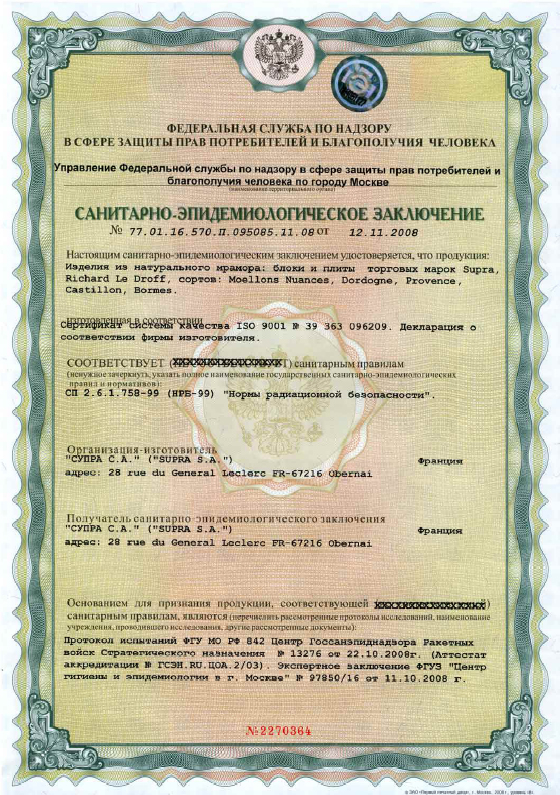 ФЕДЕРАЛЬНАЯ СЛУЖБА ПО НАДЗОРУ
В СФЕРЕ ЗАЩИТЫ ПРАВ ПОТРЕБИТЕЛЕЙ И БЛАГОПОЛУЧИЯ ЧЕЛОВЕКА
Управление Федеральной службы по надзору в сфере защиты прав потребителей и
благополучия человека по городу Москве
(наименование территориального органа)
САНИТАРНО-ЭПИДЕМИОЛОГИЧЕСКОЕ ЗАКЛЮЧЕНИЕ
№ 77.01.16.570.П.095085.11.08 от 12.11.2008
Настоящим санитарно-эпидемиологическим заключением удостоверяется, что продукция:
Изделия из натурального мрамора: блоки и плиты торговых марок Supra,
Richard Le Droff, сортов: Moellons Nuances, Dordogne, Provence,
Castillon, Bormes.
изготовленная в соответствии
Сертификат системы качества ISO 9001 № 39 363 096209. Декларация о
соответствии фирмы изготовителя.
СООТВЕТСТВУЕТ (НЕ СООТВЕТСТВУЕТ) санитарным правилам
(ненужное зачеркнуть, указать полное наименование государственных санитарно-эпидемиологических
правил и нормативов):
СП 2.6.1.758-99 (НРБ-99) "Нормы радиационной безопасности".
Организация-изготовитель
"СУПРА С.А." ("SUPRA S.A.") Франция
адрес: 28 rue du General Leclerc FR-67216 Obernai
Получатель санитарно-эпидемиологического заключения
"СУПРА С.А." ("SUPRA S.A.") Франция
адрес: 28 rue du General Leclerc FR-67216 Obernai
Основанием для признания продукции, соответствующей
санитарным правилам, являются (перечислить рассмотренные протоколы исследований, наименование
учреждения, проводившего исследования, другие рассмотренные документы):
Протокол испытаний ФГУ МО РФ 842 Центр Госсанэпиднадзора Ракетных
войск Стратегического назначения № 13276 от 22.10.2008г. (Аттестат
аккредитации № ГСЭН.RU.ЦОА.2/03). Экспертное заключение ФГУЗ "Центр
гигиены и эпидемиологии в г. Москве" № 97850/16 от 11.10.2008 г.
№2270364